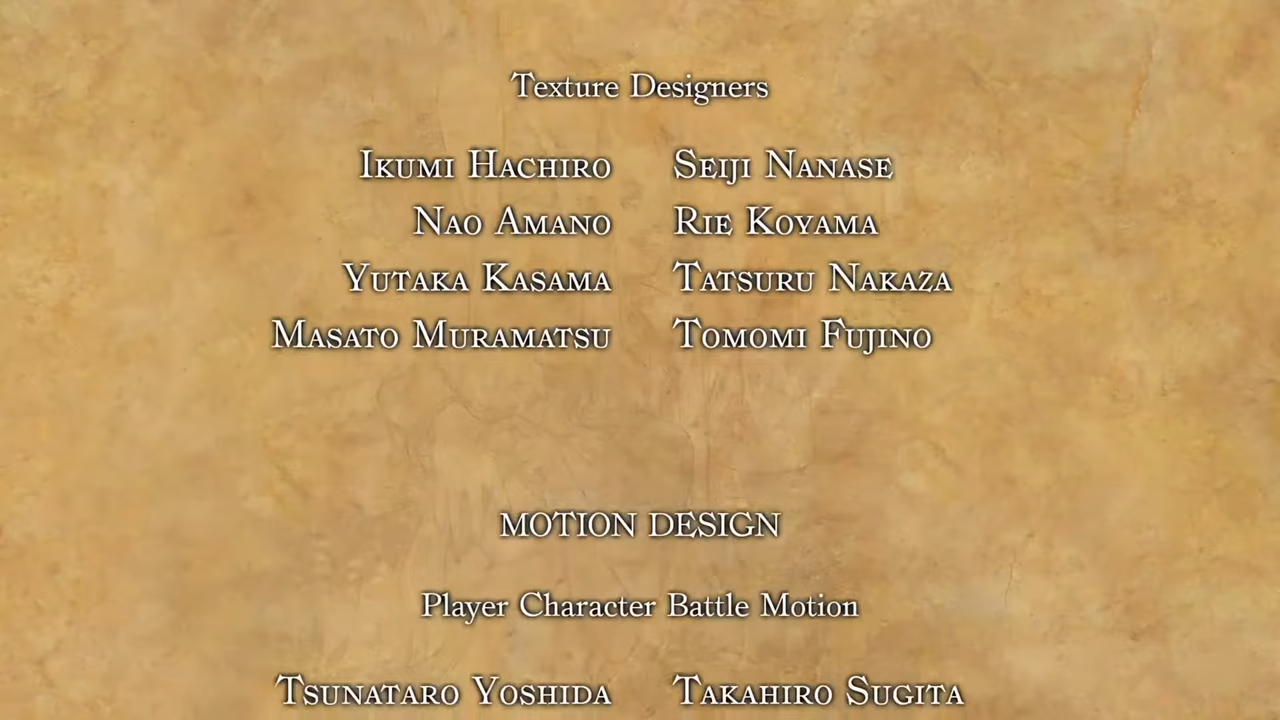 Texture Designers
Ikumi Hachiro Seiji Nanase
Nao Amano Rie Koyama
Yutaka Kasama Tatsuru Nakaza
Masato Muramatsu Tomomi Fujino
MOTION DESIGN
Player Character Battle Motion
Tsunataro Yoshida Takahiro Sugita